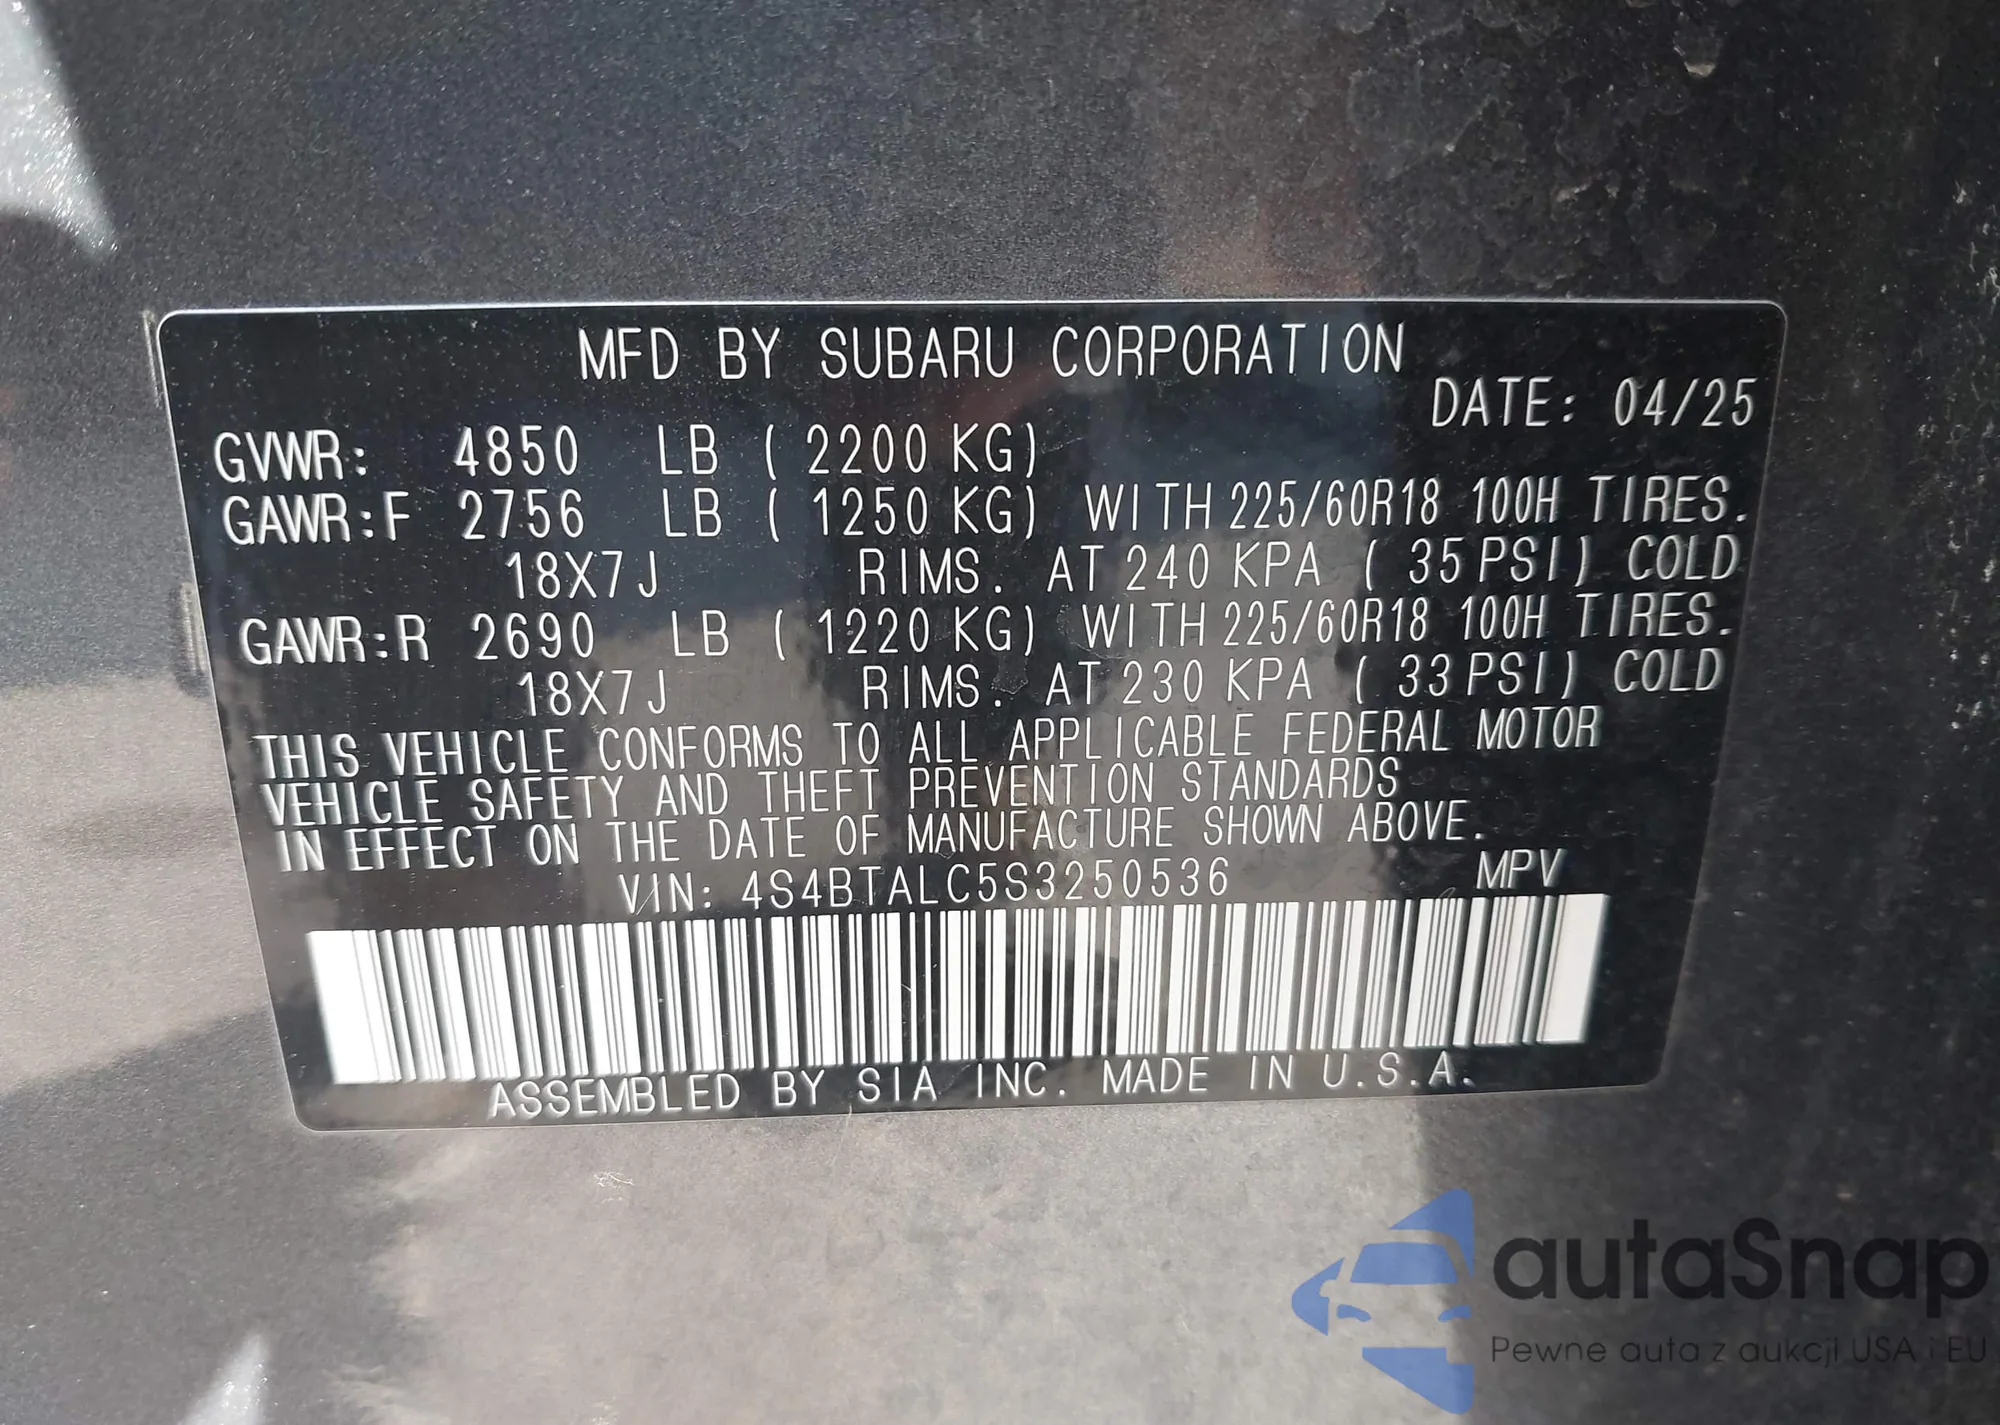 MFD BY SUBARU CORPORATION
DATE: 04/25
GVWR: 4850 LB ( 2200 KG)
GAWR:F 2756 LB ( 1250 KG) WITH 225/60R18 100H TIRES.
18X7J RIMS. AT 240 KPA ( 35 PSI) COLD
GAWR:R 2690 LB ( 1220 KG) WITH 225/60R18 100H TIRES.
18X7J RIMS. AT 230 KPA ( 33 PSI) COLD
THIS VEHICLE CONFORMS TO ALL APPLICABLE FEDERAL MOTOR
VEHICLE SAFETY AND THEFT PREVENTION STANDARDS
IN EFFECT ON THE DATE OF MANUFACTURE SHOWN ABOVE.
VIN: 4S4BTALC5S3250536 MPV
ASSEMBLED BY SIA INC. MADE IN U.S.A.
autaSnap
Pewne auta z aukcji USA i EU